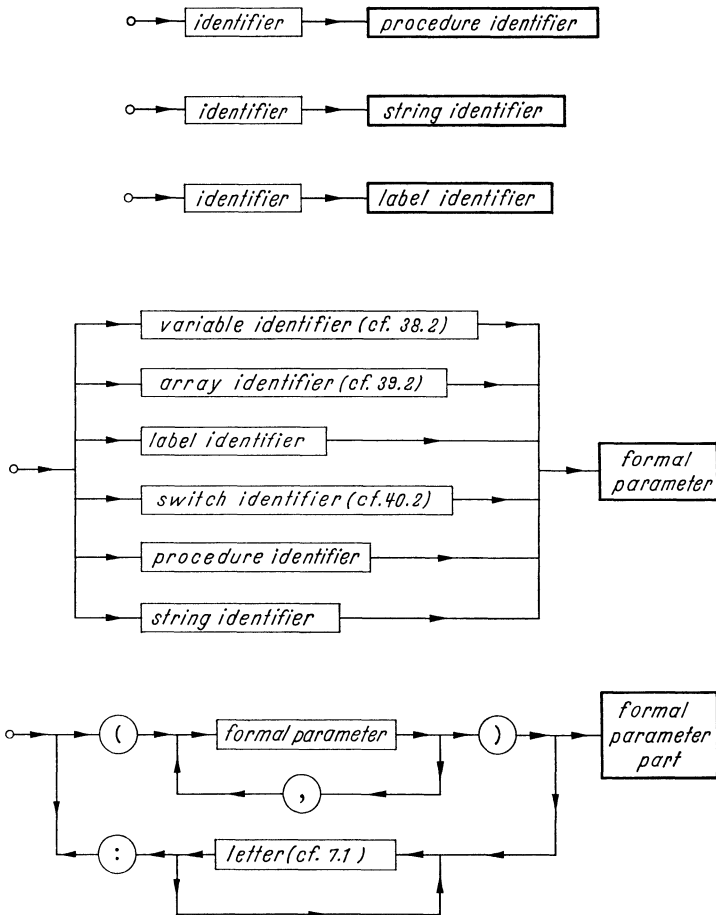 identifier procedure identifier
identifier string identifier
identifier label identifier
variable identifier (cf. 38.2)
array identifier (cf. 39.2)
label identifier
formal
parameter
switch identifier (cf. 40.2)
procedure identifier
string identifier
( formal parameter )
formal
parameter
part
,
: letter (cf. 7.1)